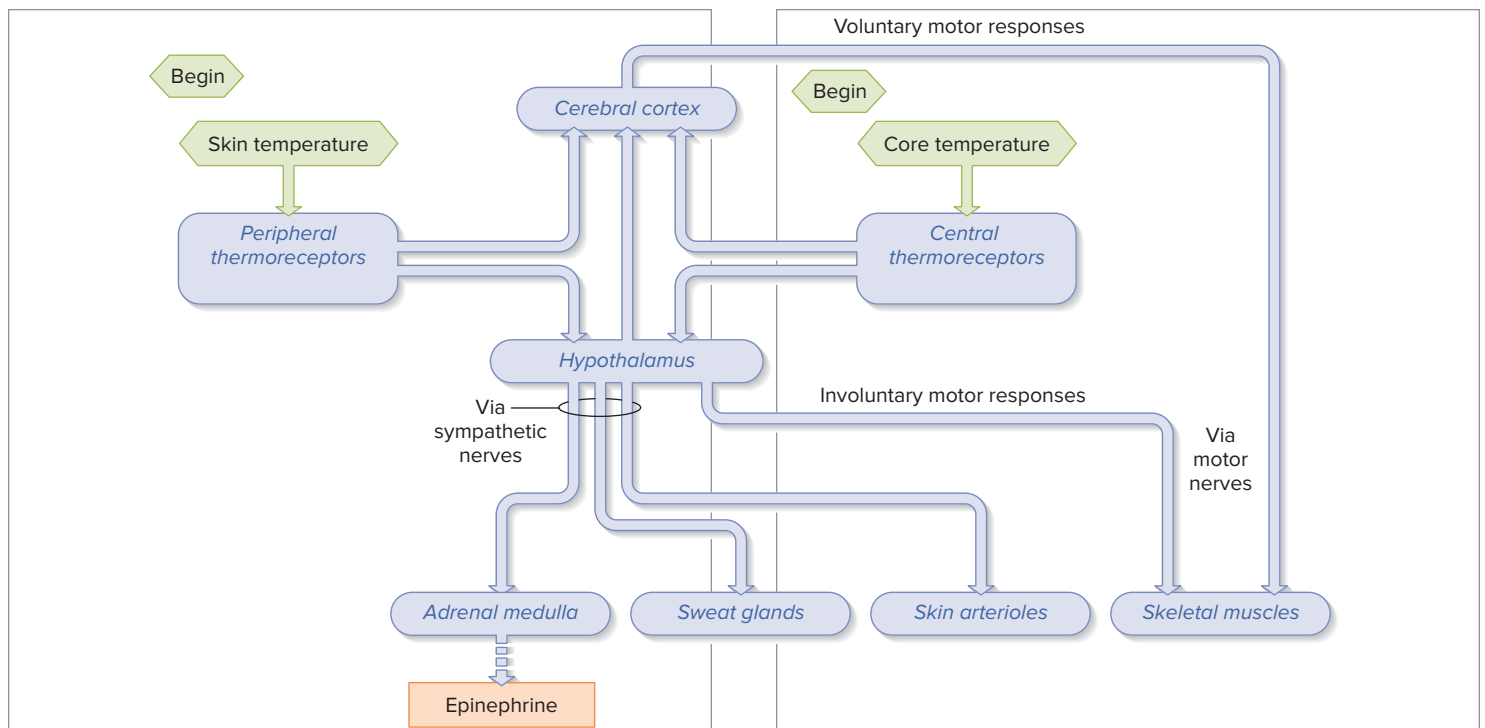 Voluntary motor responses
Begin
Begin
Cerebral cortex
Skin temperature
Core temperature
Peripheral
thermoreceptors
Central
thermoreceptors
Hypothalamus
Via
sympathetic
nerves
Involuntary motor responses
Via
motor
nerves
Adrenal medulla
Sweat glands
Skin arterioles
Skeletal muscles
Epinephrine